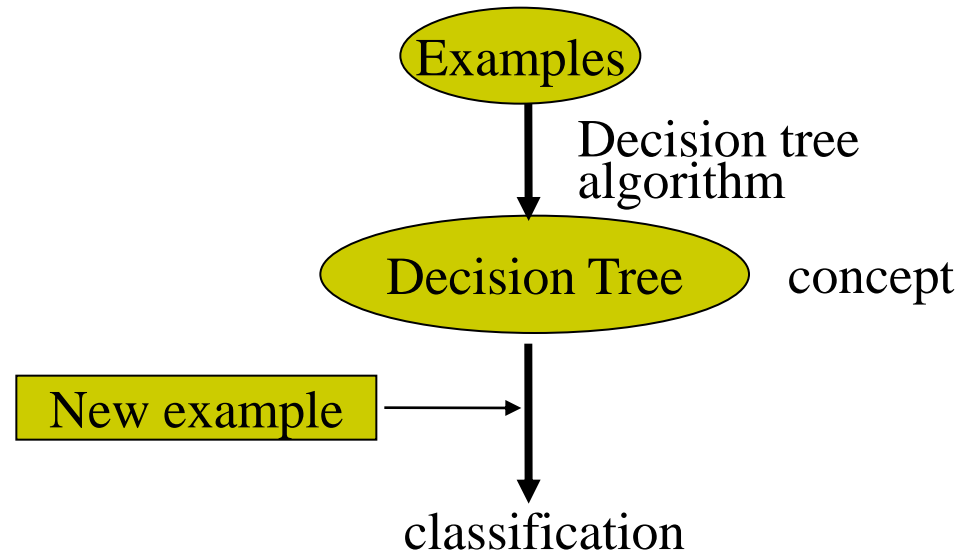 Examples
Decision tree
algorithm
Decision Tree
concept
New example
classification